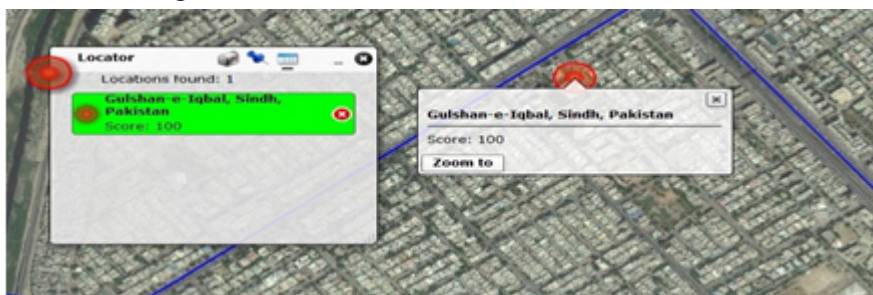 Locator
Locations found: 1
Gulshan-e-Iqbal, Sindh,
Pakistan
Score: 100
Gulshan-e-Iqbal, Sindh, Pakistan
Score: 100
Zoom to